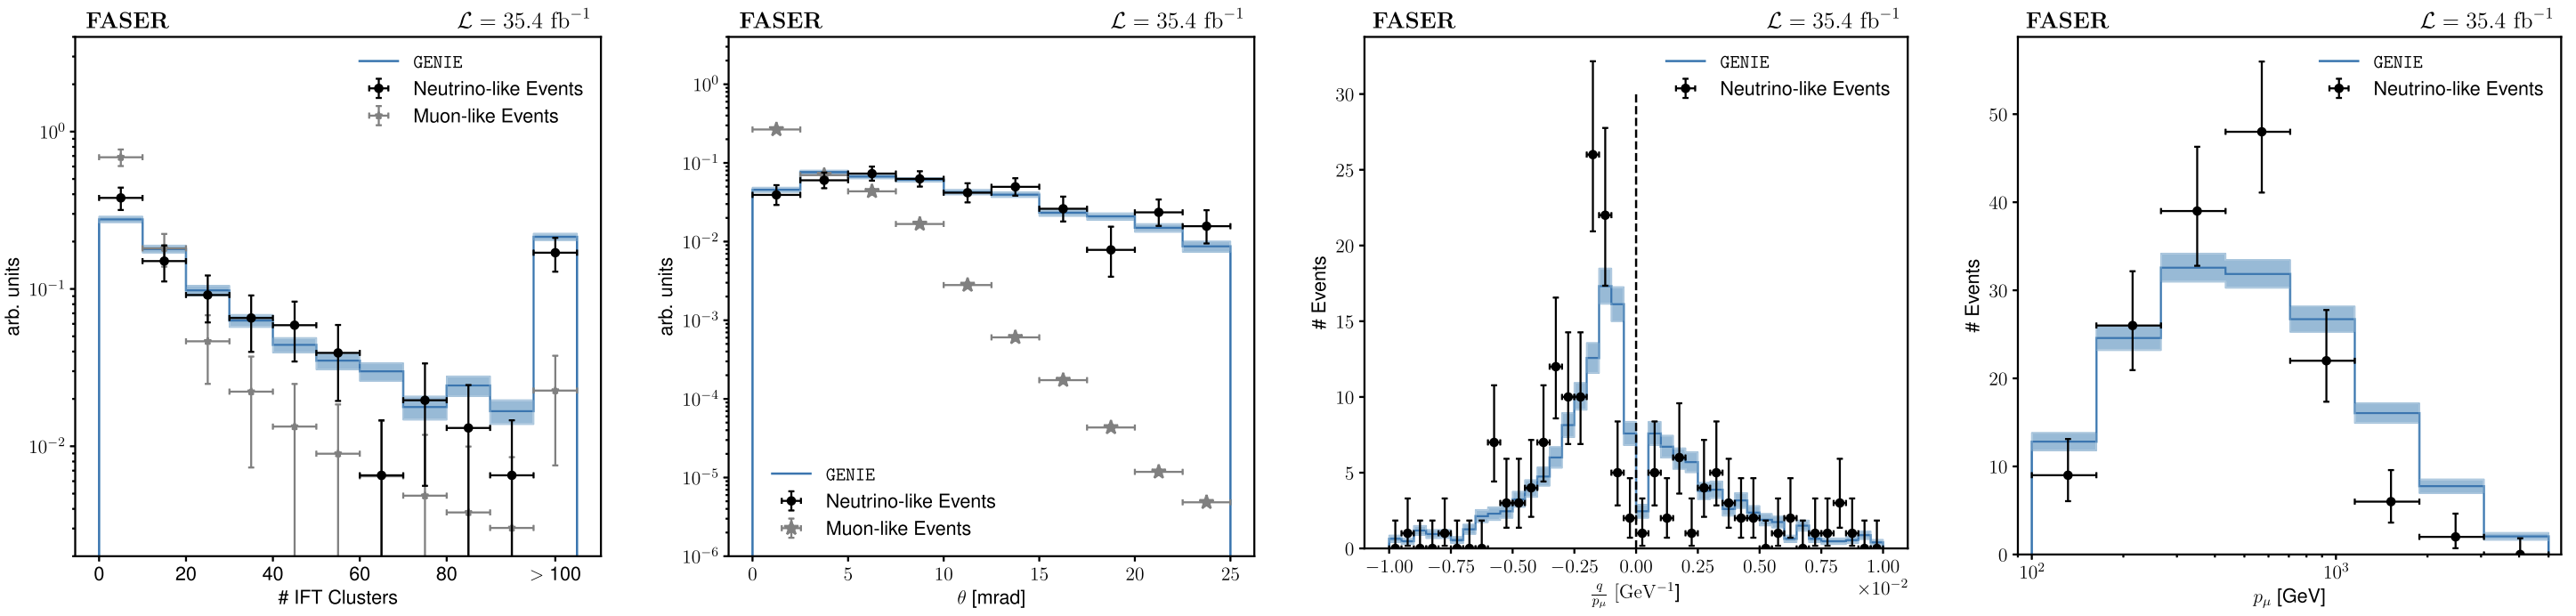 FASER 𝓛 = 35.4 fb⁻¹
GENIE
Neutrino-like Events
Muon-like Events
10⁰
10⁻¹
10⁻²
arb. units
0 20 40 60 80 > 100
# IFT Clusters
FASER 𝓛 = 35.4 fb⁻¹
10⁰
10⁻¹
10⁻²
10⁻³
10⁻⁴
10⁻⁵
10⁻⁶
arb. units
GENIE
Neutrino-like Events
Muon-like Events
0 5 10 15 20 25
θ [mrad]
FASER 𝓛 = 35.4 fb⁻¹
GENIE
Neutrino-like Events
30
25
20
15
10
5
0
# Events
−1.00 −0.75 −0.50 −0.25 0.00 0.25 0.50 0.75 1.00
×10⁻²
q/pμ [GeV⁻¹]
FASER 𝓛 = 35.4 fb⁻¹
GENIE
Neutrino-like Events
50
40
30
20
10
0
# Events
10² 10³
pμ [GeV]